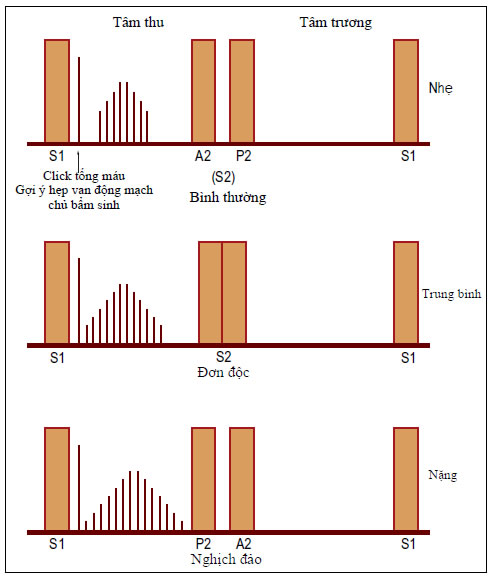 Tâm thu Tâm trương
Nhẹ
S1 A2 P2 S1
Click tống máu
Gợi ý hẹp van động mạch
chủ bẩm sinh
(S2)
Bình thường
Trung bình
S1 S2 S1
Đơn độc
Nặng
S1 P2 A2 S1
Nghịch đảo